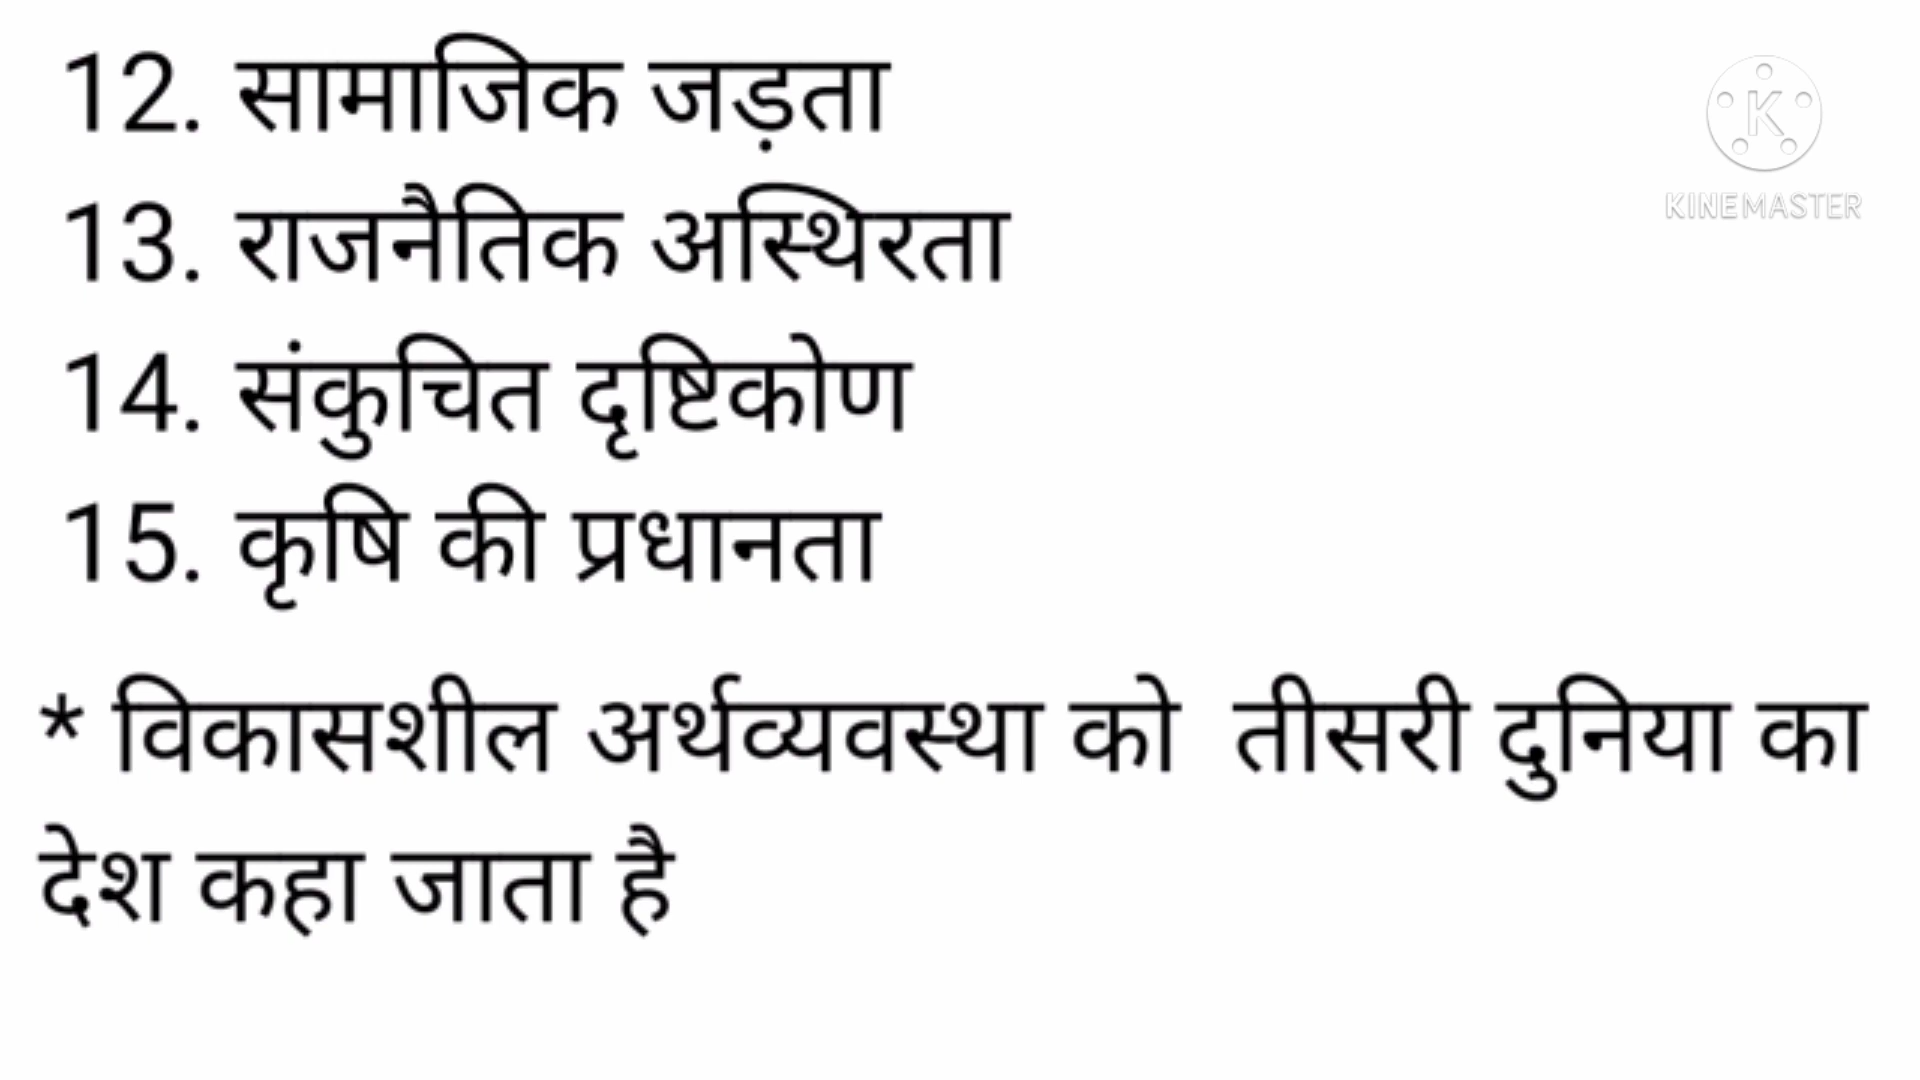 12. सामाजिक जड़ता
13. राजनैतिक अस्थिरता
14. संकुचित दृष्टिकोण
15. कृषि की प्रधानता
* विकासशील अर्थव्यवस्था को  तीसरी दुनिया का
देश कहा जाता है
K
KINEMASTER